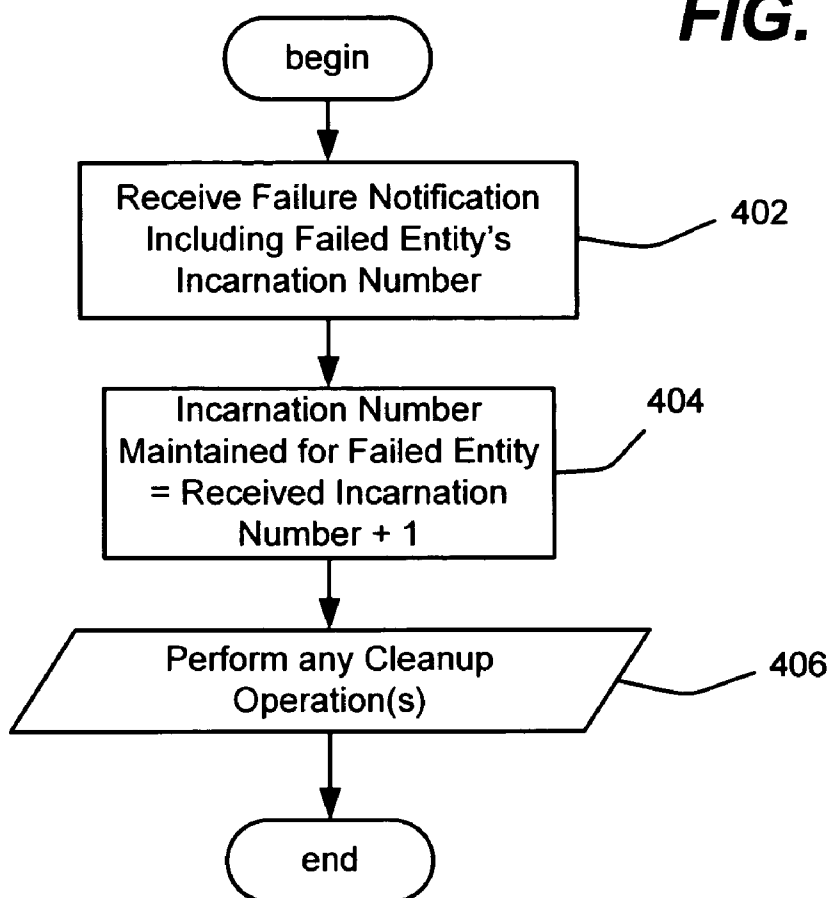 FIG.
begin
Receive Failure Notification
Including Failed Entity's
Incarnation Number
402
Incarnation Number
Maintained for Failed Entity
= Received Incarnation
Number + 1
404
Perform any Cleanup
Operation(s)
406
end